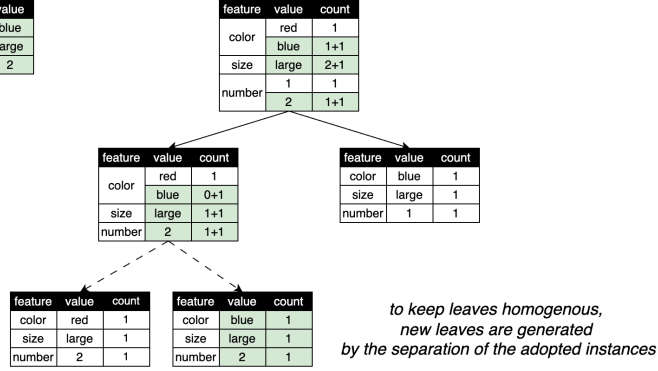 value
blue
large
2
feature value count
color red 1
blue 1+1
size large 2+1
number 1 1
2 1+1
feature value count
color red 1
blue 0+1
size large 1+1
number 2 1+1
feature value count
color blue 1
size large 1
number 1 1
feature value count
color red 1
size large 1
number 2 1
feature value count
color blue 1
size large 1
number 2 1
to keep leaves homogenous,
new leaves are generated
by the separation of the adopted instances